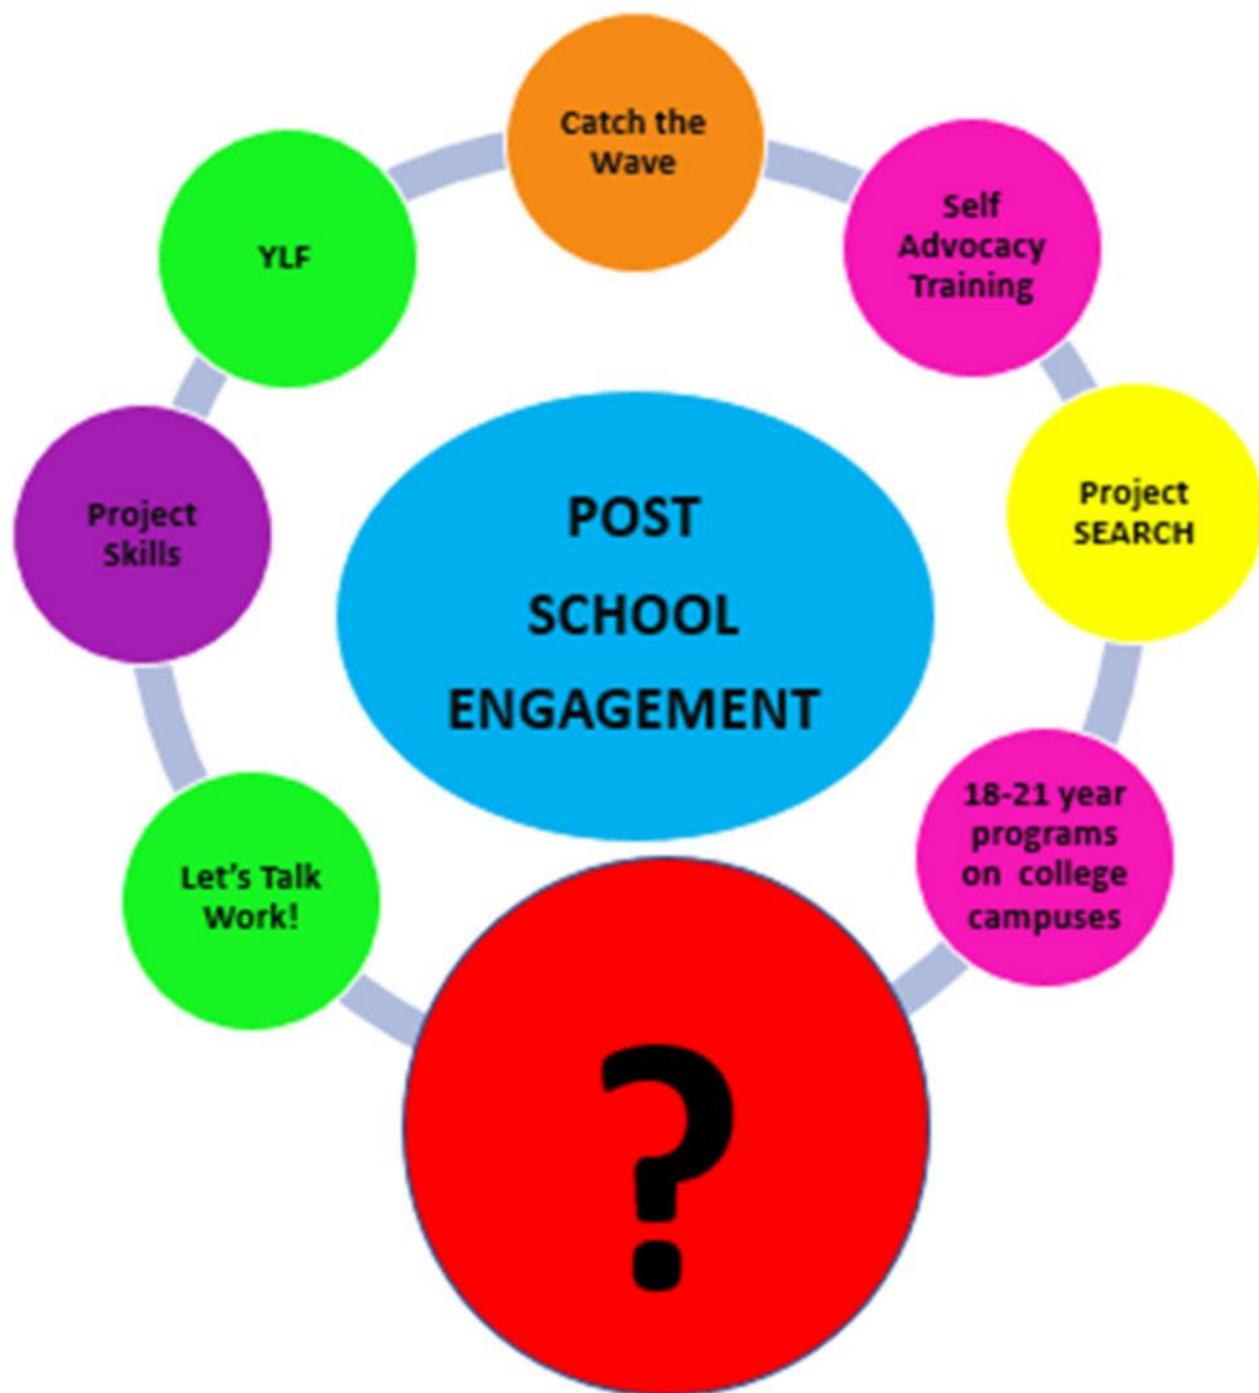 Catch the
Wave
Self
Advocacy
Training
Project
SEARCH
18-21 year
programs
on college
campuses
?
Let's Talk
Work!
Project
Skills
YLF
POST
SCHOOL
ENGAGEMENT